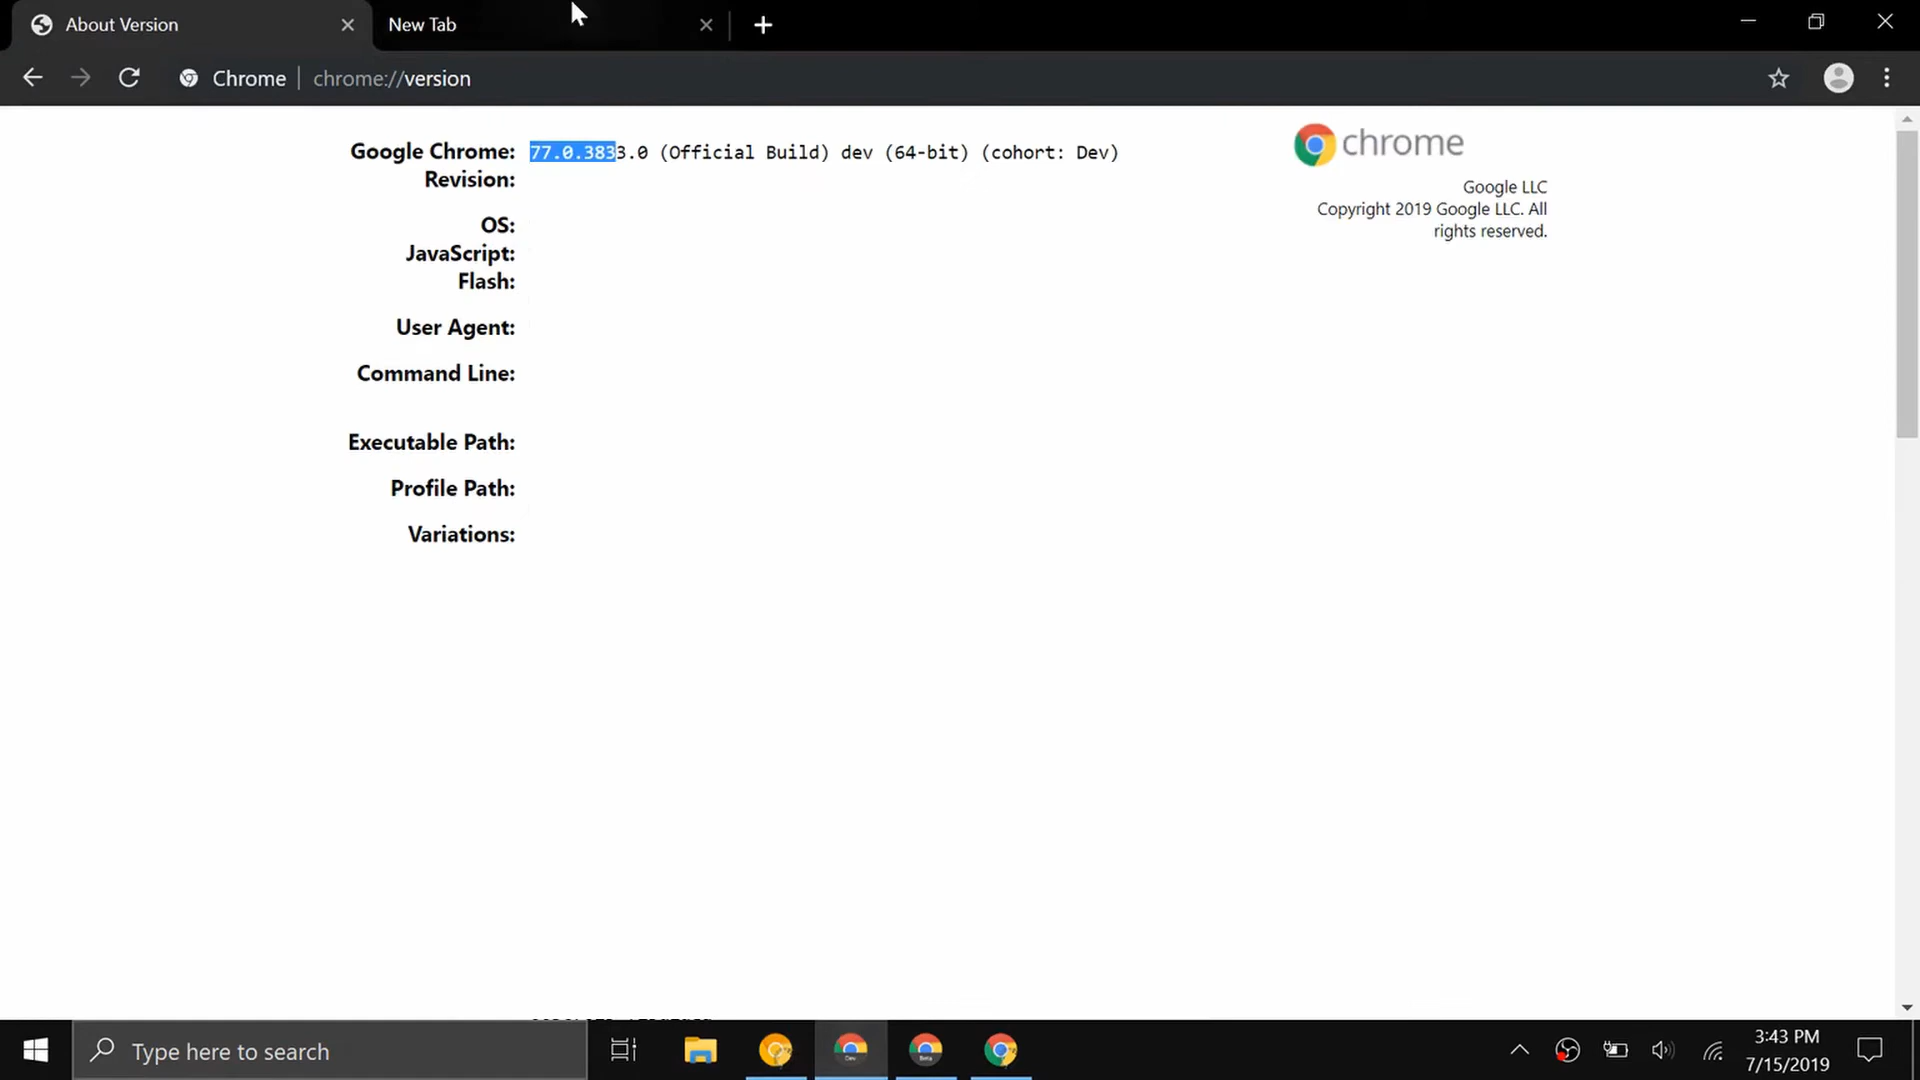 About Version
New Tab
Chrome
chrome://version
Google Chrome: 77.0.3833.0 (Official Build) dev (64-bit) (cohort: Dev)
Revision:
OS:
JavaScript:
Flash:
User Agent:
Command Line:
Executable Path:
Profile Path:
Variations:
chrome
Google LLC
Copyright 2019 Google LLC. All
rights reserved.
Type here to search
Dev
Beta
3:43 PM
7/15/2019